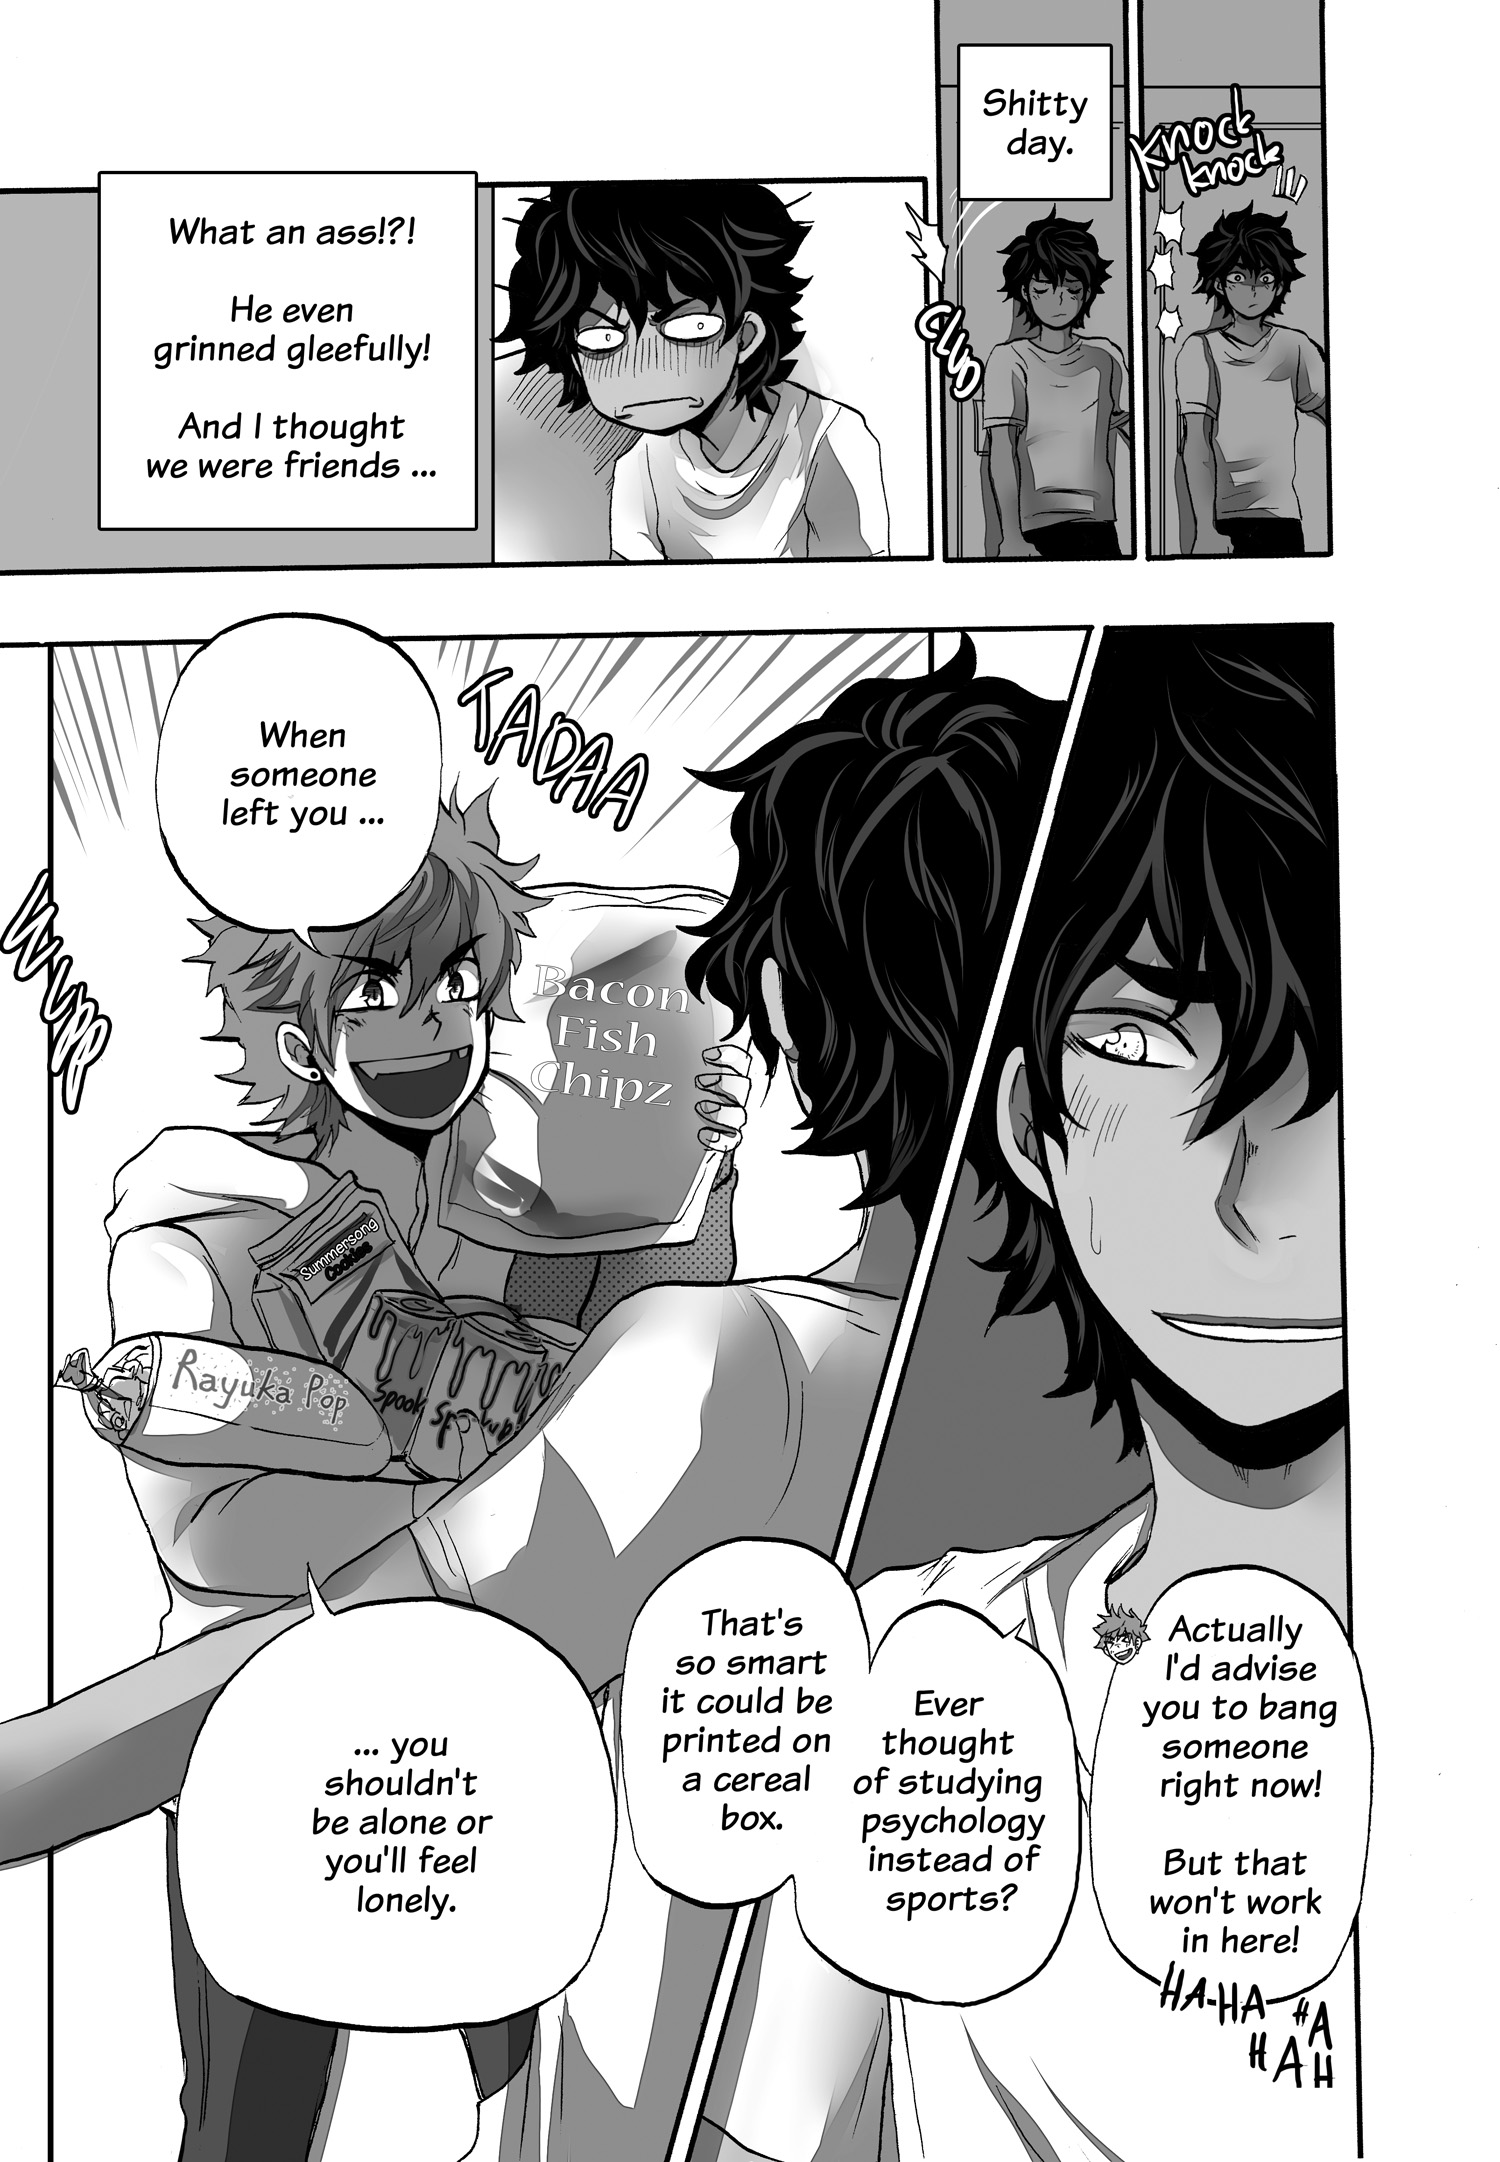 What an ass!?!
He even
grinned gleefully!
And I thought
we were friends ...
Shitty
day.
CLUD
Knock
knock
When
someone
left you ...
TADAA
Bacon
Fish
Chipz
Summersong
Cookies
Rayuka Pop
... you
shouldn't
be alone or
you'll feel
lonely.
That's
so smart
it could be
printed on
a cereal
box.
Ever
thought
of studying
psychology
instead of
sports?
Actually
I'd advise
you to bang
someone
right now!
But that
won't work
in here!
HA-HA-HA
HAH